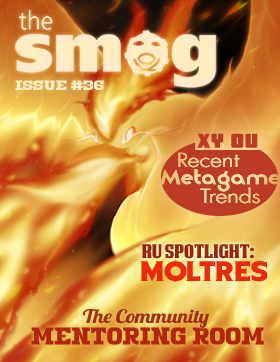 the
smog
ISSUE #36
XY OU
Recent
Metagame
Trends
RU SPOTLIGHT:
MOLTRES
The Community
MENTORING ROOM